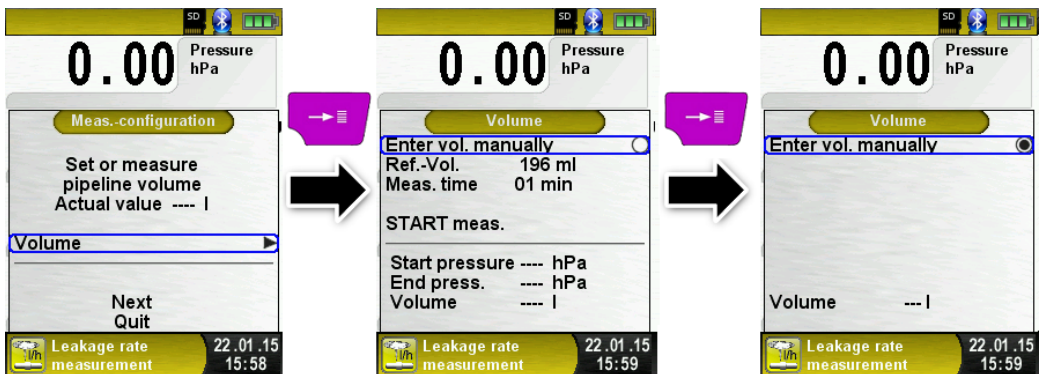 SD
0.00 Pressure
hPa
Meas.-configuration
Set or measure
pipeline volume
Actual value ---- l
Volume
Next
Quit
l/h Leakage rate 22.01.15
measurement 15:58
SD
0.00 Pressure
hPa
Volume
Enter vol. manually
Ref.-Vol. 196 ml
Meas. time 01 min
START meas.
Start pressure ---- hPa
End press. ---- hPa
Volume ---- l
l/h Leakage rate 22.01.15
measurement 15:59
SD
0.00 Pressure
hPa
Volume
Enter vol. manually
Volume --- l
l/h Leakage rate 22.01.15
measurement 15:59